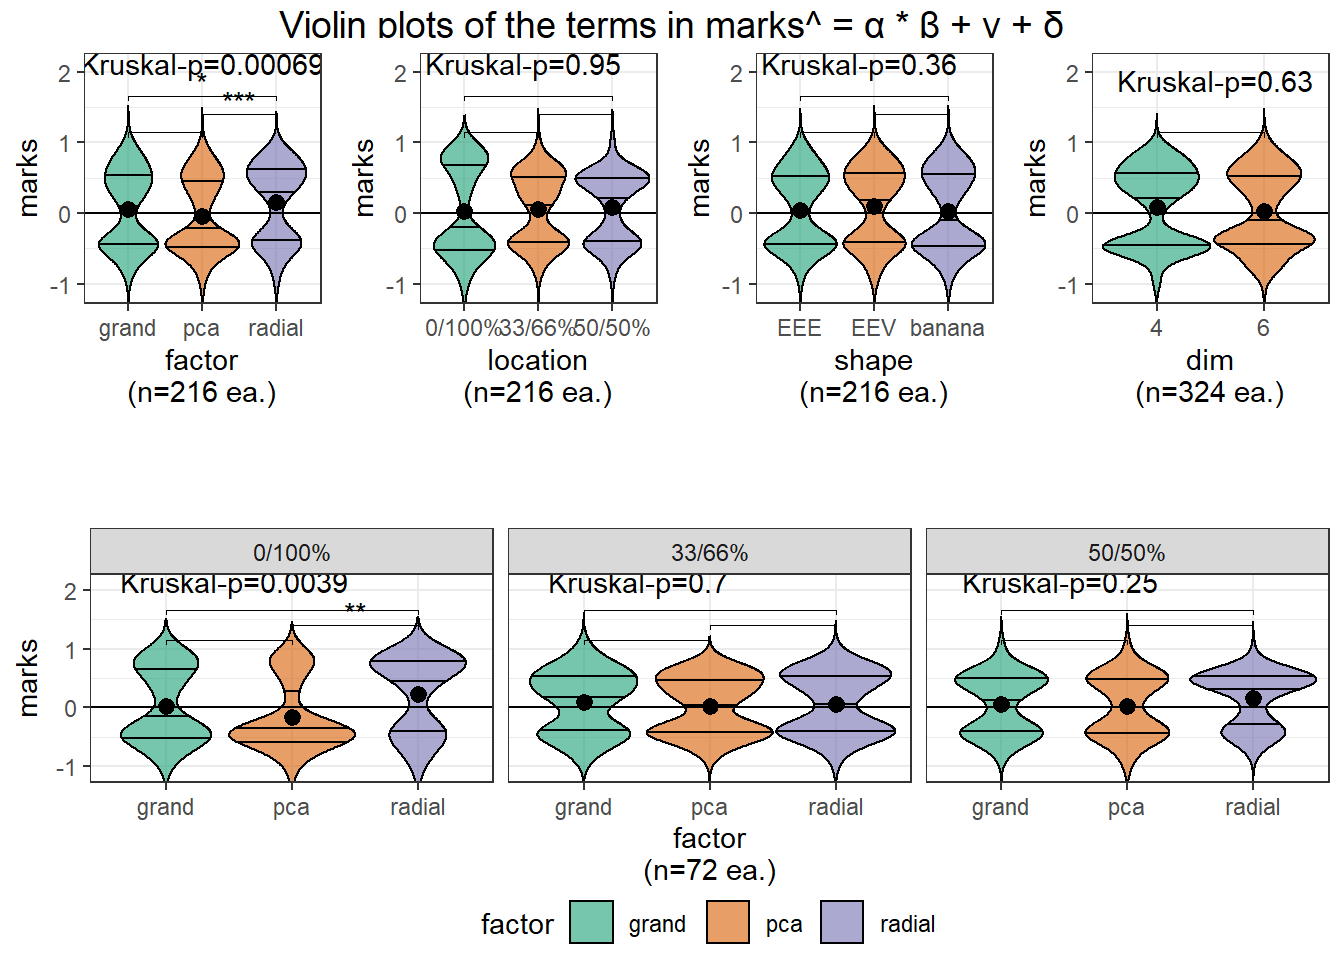 Violin plots of the terms in marks^ = α * ß + γ + δ
Kruskal-p=0.00069
*
***
Kruskal-p=0.95
Kruskal-p=0.36
Kruskal-p=0.63
marks
2
1
0
-1
marks
2
1
0
-1
marks
2
1
0
-1
marks
2
1
0
-1
grand pca radial
factor
(n=216 ea.)
0/100% 33/66% 50/50%
location
(n=216 ea.)
EEE EEV banana
shape
(n=216 ea.)
4 6
dim
(n=324 ea.)
0/100%
33/66%
50/50%
Kruskal-p=0.0039
**
Kruskal-p=0.7
Kruskal-p=0.25
marks
2
1
0
-1
grand pca radial
grand pca radial
grand pca radial
factor
(n=72 ea.)
factor grand pca radial